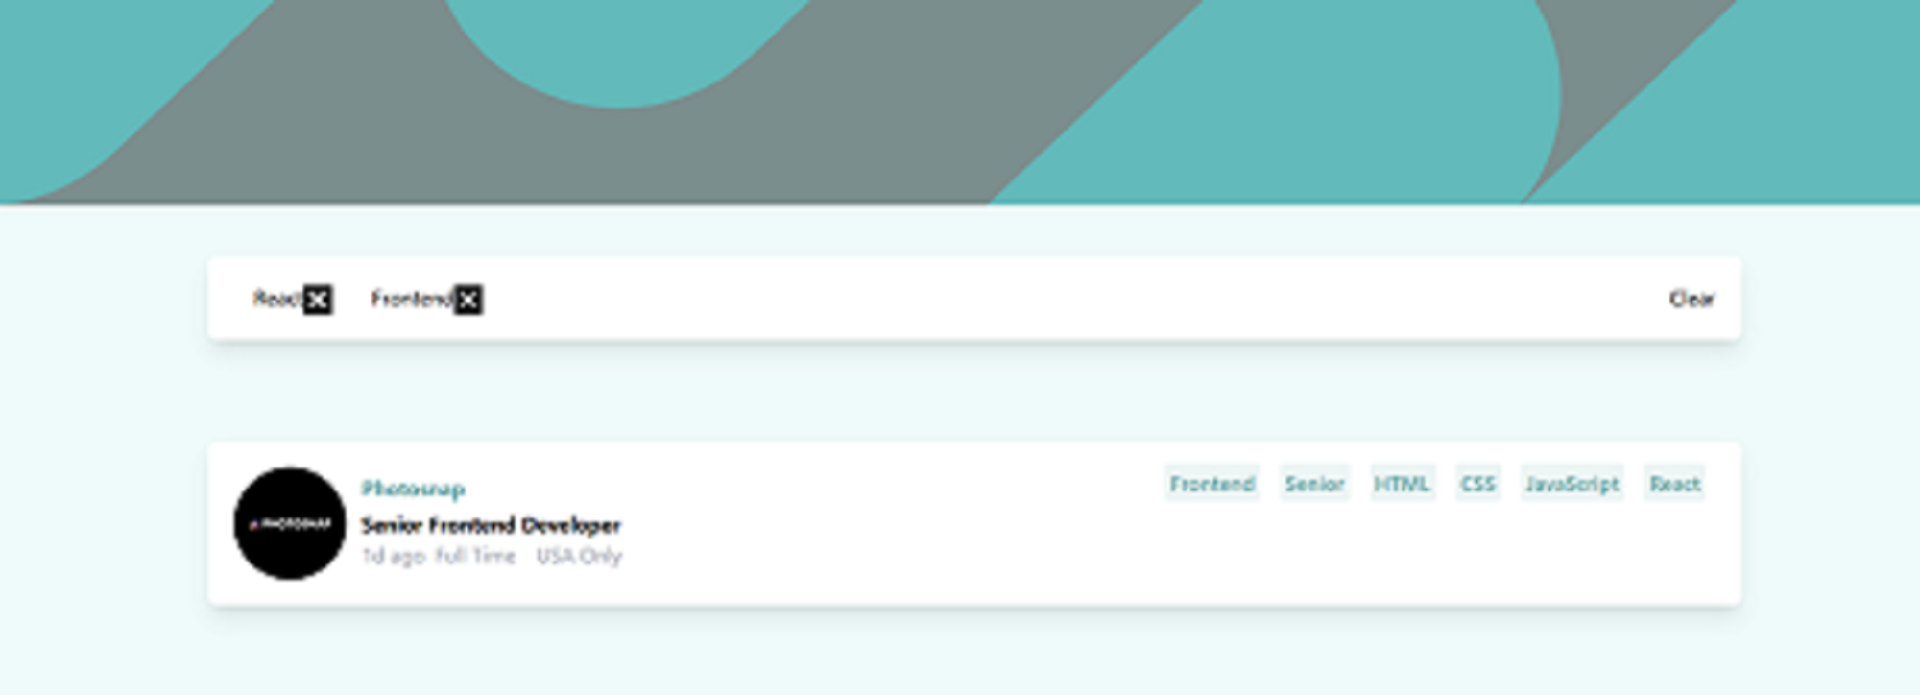 React Frontend Clear
Photosnap Frontend Senior HTML CSS JavaScript React
PHOTOSNAP
Senior Frontend Developer
1d ago Full Time USA Only